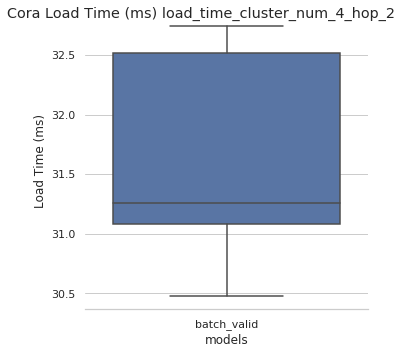 Cora Load Time (ms) load_time_cluster_num_4_hop_2
32.5
32.0
31.5
31.0
30.5
Load Time (ms)
batch_valid
models